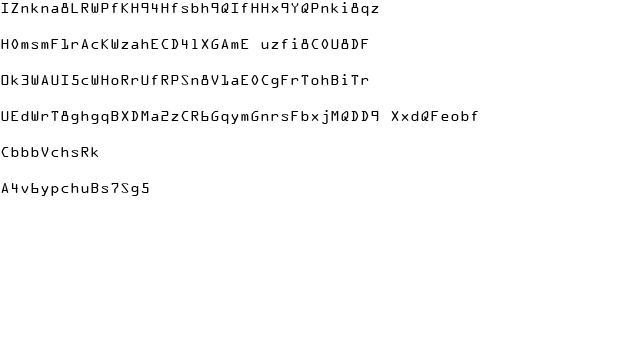 IZnkna8LRWPfKH94Hfsbh9QIfHHx9YQPnki8qz
H0msmF1rAcKWzahECD41XGAmE uzfi8C0U8DF
Ok3WAUI5cWHoRrUfRPSn8V1aE0CgFrTohBiTr
UEdWrT8ghgqBXDMa2zCR6GqymGnrsFbxjMQDD9 XxdQFeobf
CbbbVchsRk
A4v6ypchuBs7Sg5